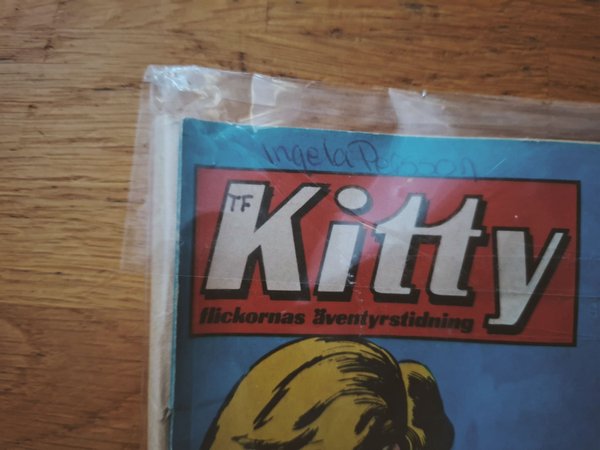 Ingela Persson
TF
Kitty
flickornas äventyrstidning